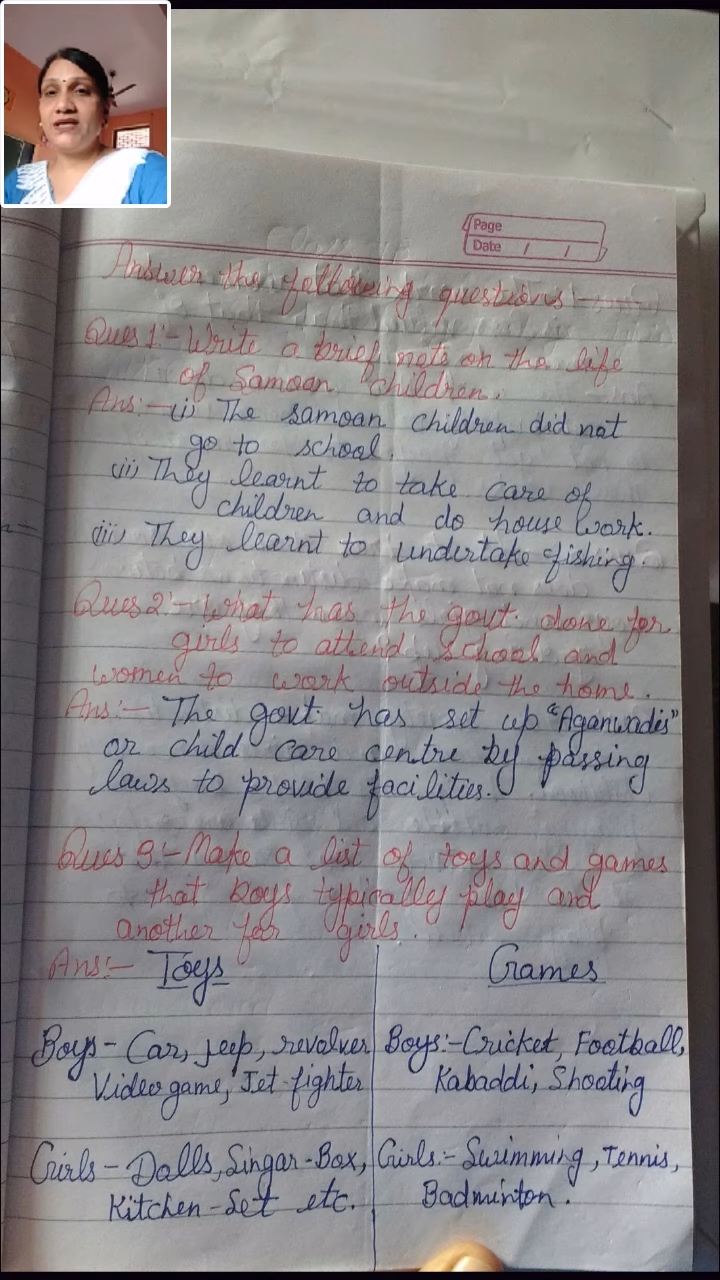 Page
Date / /
Answer the following questions:-
Ques 1:- Write a brief note on the life
of Samoan children.
Ans:- (i) The samoan children did not
go to school.
(ii) They learnt to take care of
children and do house work.
(iii) They learnt to undertake fishing.
Ques 2:- What has the govt. done for
girls to attend school and
women to work outside the home.
Ans:- The govt. has set up "Aganwadis"
or child care centre by passing
laws to provide facilities.
Ques 3:- Make a list of toys and games
that boys typically play and
another for girls.
Ans:- Toys Games
Boys- Car, jeep, revolver Boys:- Cricket, Football,
Video game, Jet fighter Kabaddi, Shooting
Girls- Dolls, Singar-Box, Girls:- Swimming, Tennis,
Kitchen-Set etc. Badminton.